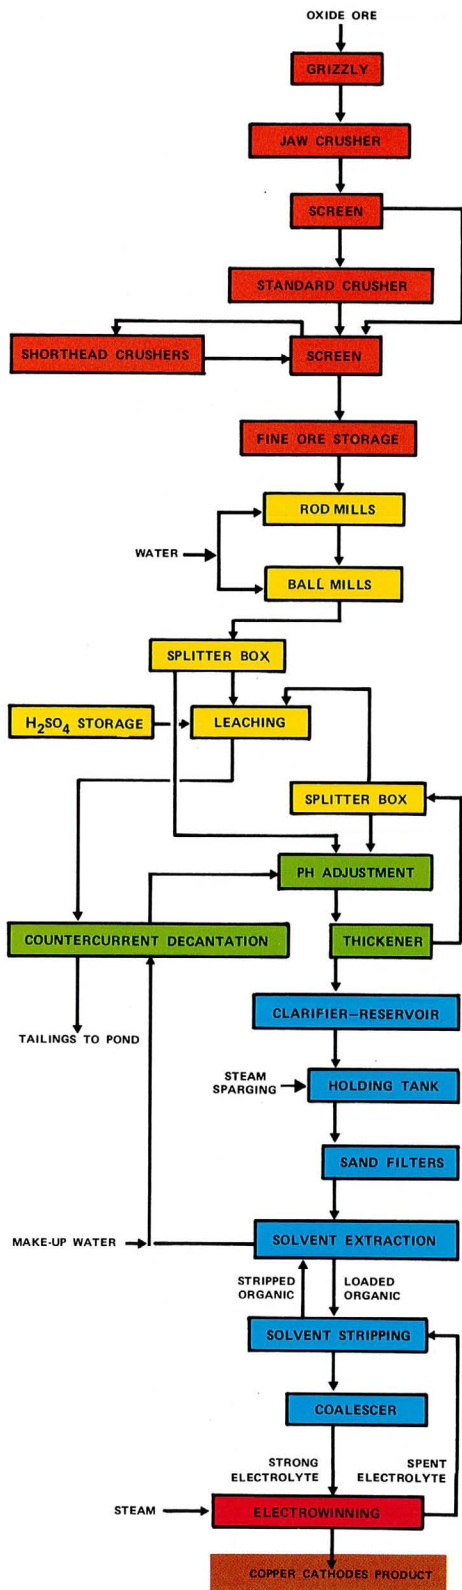 OXIDE ORE
GRIZZLY
JAW CRUSHER
SCREEN
STANDARD CRUSHER
SHORTHEAD CRUSHERS
SCREEN
FINE ORE STORAGE
ROD MILLS
WATER
BALL MILLS
SPLITTER BOX
H₂SO₄ STORAGE
LEACHING
SPLITTER BOX
PH ADJUSTMENT
COUNTERCURRENT DECANTATION
THICKENER
TAILINGS TO POND
CLARIFIER–RESERVOIR
STEAM
SPARGING
HOLDING TANK
SAND FILTERS
MAKE-UP WATER
SOLVENT EXTRACTION
STRIPPED
ORGANIC
LOADED
ORGANIC
SOLVENT STRIPPING
COALESCER
STRONG
ELECTROLYTE
SPENT
ELECTROLYTE
STEAM
ELECTROWINNING
COPPER CATHODES PRODUCT